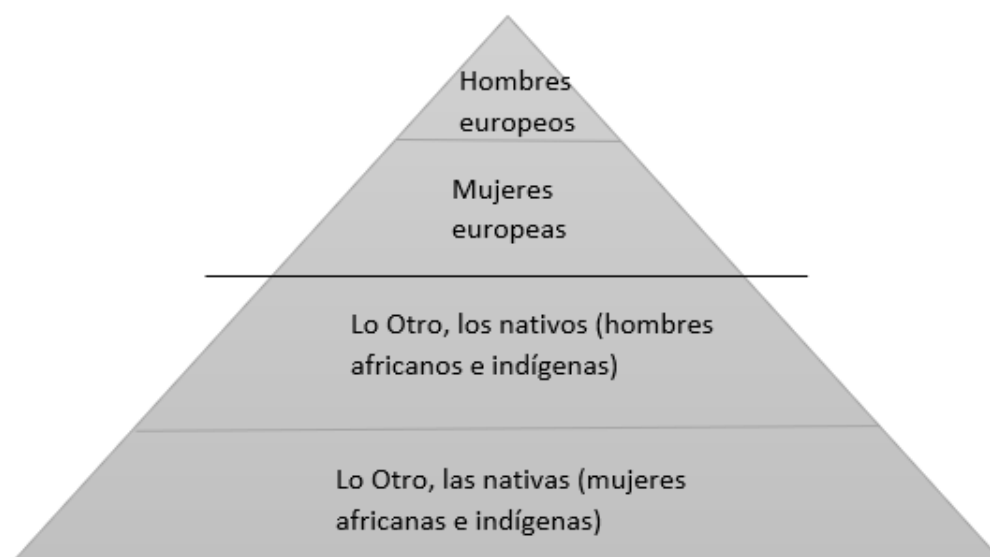 Hombres
europeos
Mujeres
europeas
Lo Otro, los nativos (hombres
africanos e indígenas)
Lo Otro, las nativas (mujeres
africanas e indígenas)